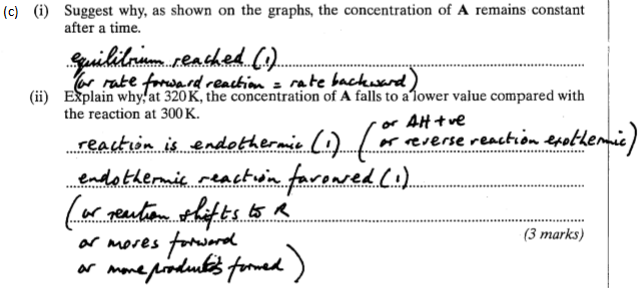 (c) (i) Suggest why, as shown on the graphs, the concentration of A remains constant
after a time.
equilibrium reached (1)
(or rate forward reaction = rate backward)
(ii) Explain why, at 320 K, the concentration of A falls to a lower value compared with
the reaction at 300 K.
reaction is endothermic (1) (or ΔH +ve
or reverse reaction exothermic)
endothermic reaction favoured (1)
(or reaction shifts to R
or moves forward
(3 marks)
or more products formed)